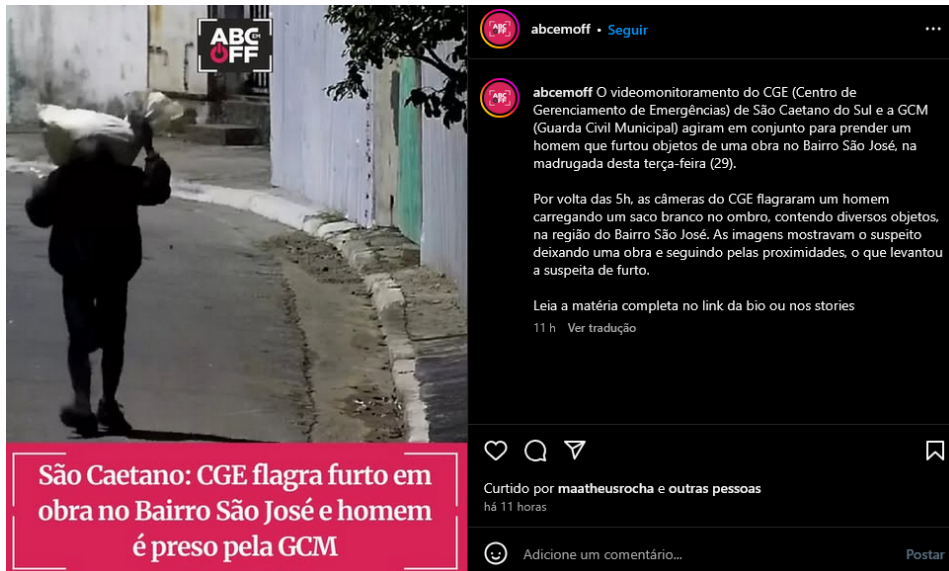 ABC EM
OFF
São Caetano: CGE flagra furto em
obra no Bairro São José e homem
é preso pela GCM
abcemoff • Seguir
abcemoff O videomonitoramento do CGE (Centro de
Gerenciamento de Emergências) de São Caetano do Sul e a GCM
(Guarda Civil Municipal) agiram em conjunto para prender um
homem que furtou objetos de uma obra no Bairro São José, na
madrugada desta terça-feira (29).
Por volta das 5h, as câmeras do CGE flagraram um homem
carregando um saco branco no ombro, contendo diversos objetos,
na região do Bairro São José. As imagens mostravam o suspeito
deixando uma obra e seguindo pelas proximidades, o que levantou
a suspeita de furto.
Leia a matéria completa no link da bio ou nos stories
11 h Ver tradução
Curtido por maatheusrocha e outras pessoas
há 11 horas
Adicione um comentário... Postar